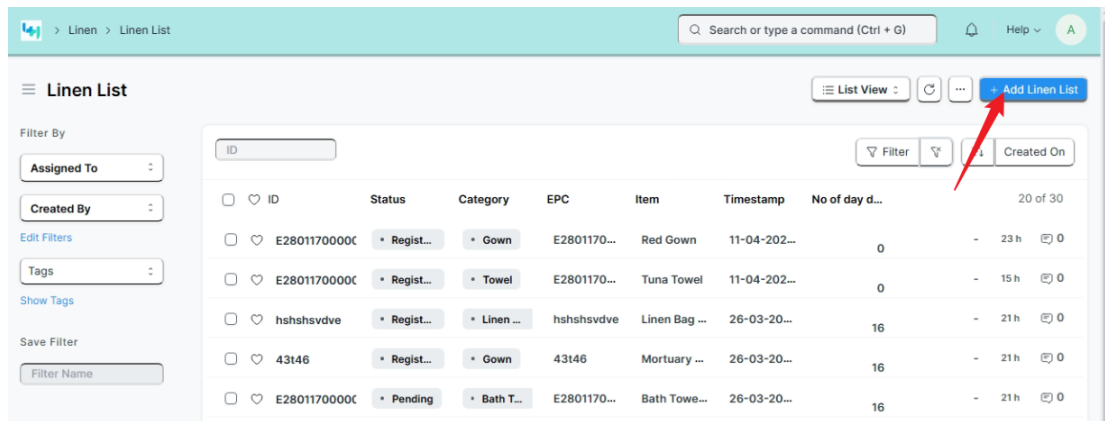 > Linen > Linen List
Search or type a command (Ctrl + G)
Help
A
Linen List
List View
...
+ Add Linen List
Filter By
Assigned To
Created By
Edit Filters
Tags
Show Tags
Save Filter
Filter Name
ID
Filter
Created On
ID Status Category EPC Item Timestamp No of day d... 20 of 30
E28011700000 Regist... Gown E2801170... Red Gown 11-04-202... 0 - 23 h 0
E28011700000 Regist... Towel E2801170... Tuna Towel 11-04-202... 0 - 15 h 0
hshshsvdve Regist... Linen ... hshshsvdve Linen Bag ... 26-03-20... 16 - 21 h 0
43t46 Regist... Gown 43t46 Mortuary ... 26-03-20... 16 - 21 h 0
E28011700000 Pending Bath T... E2801170... Bath Towe... 26-03-20... 16 - 21 h 0